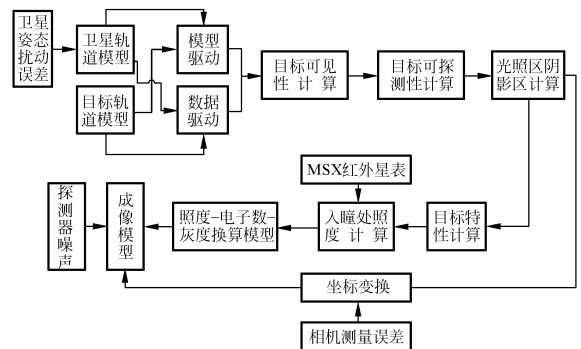 卫星
姿态
扰动
误差
卫星轨
道模型
模型
驱动
目标轨
道模型
数据
驱动
目标可见
性 计 算
目标可探
测性计算
光照区阴
影区计算
MSX红外星表
探
测
器
噪
声
成
像
模
型
照度-电子数-
灰度换算模型
入瞳处照
度 计 算
目标特
性计算
坐标变换
相机测量误差